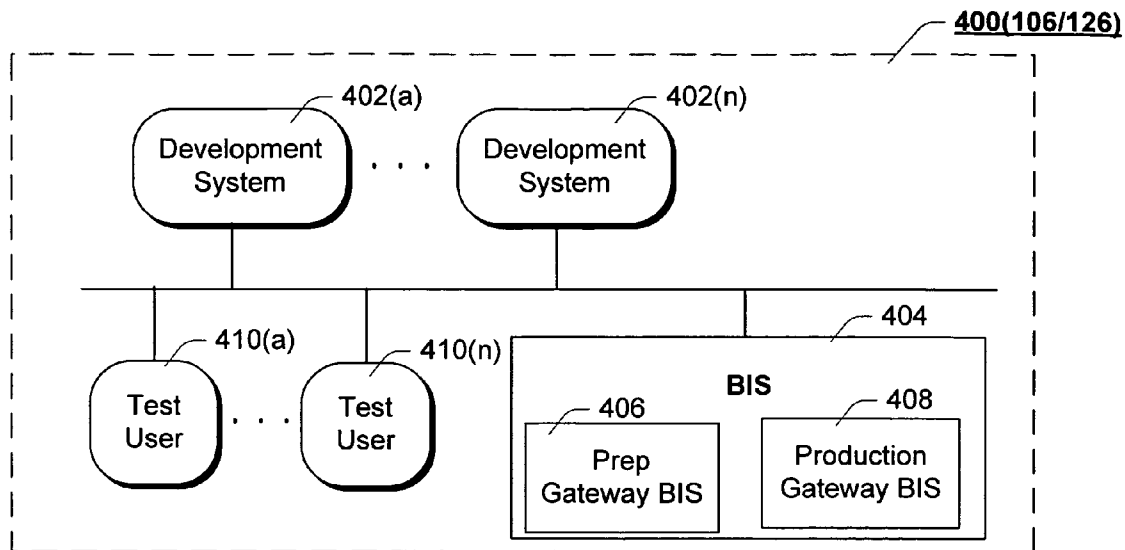 400(106/126)
402(a)
402(n)
Development
System
. . .
Development
System
410(a)
410(n)
404
Test
User
. . .
Test
User
BIS
406
408
Prep
Gateway BIS
Production
Gateway BIS